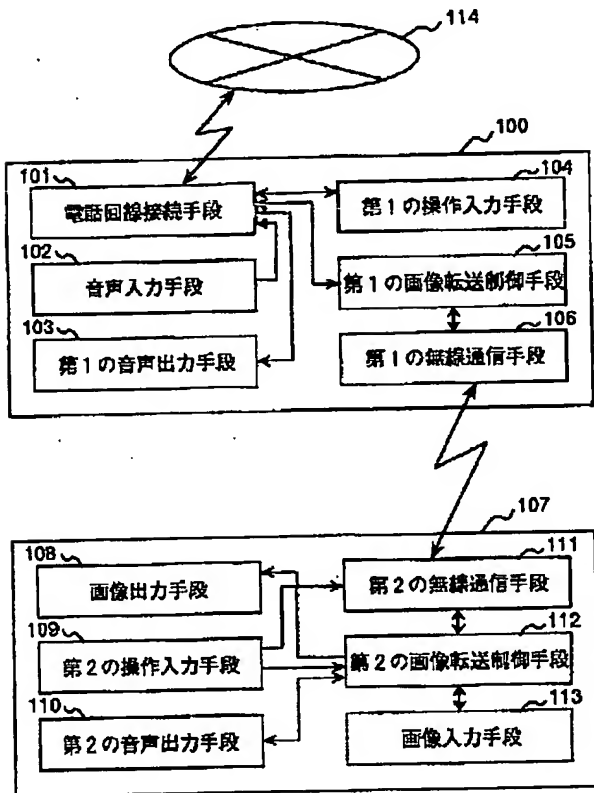 114
100
101
電話回線接続手段
104
第1の操作入力手段
102
音声入力手段
105
第1の画像転送制御手段
103
第1の音声出力手段
106
第1の無線通信手段
107
108
画像出力手段
111
第2の無線通信手段
109
第2の操作入力手段
112
第2の画像転送制御手段
110
第2の音声出力手段
113
画像入力手段